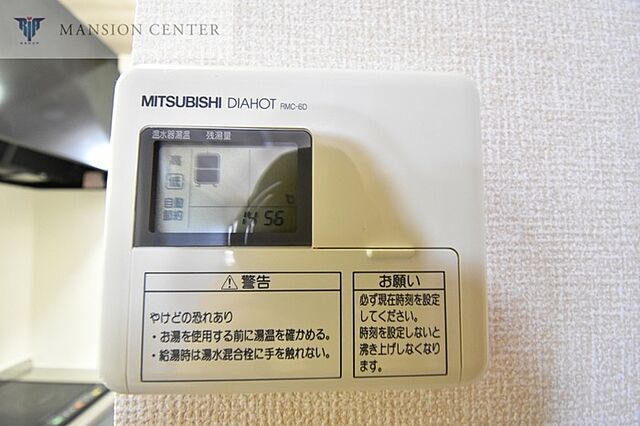 MANSION CENTER
MITSUBISHI DIAHOT RMC-6D
温水器湯温 残湯量
高
低
自動
節約
℃
14 56
警告
やけどの恐れあり
・お湯を使用する前に湯温を確かめる。
・給湯時は湯水混合栓に手を触れない。
お願い
必ず現在時刻を設定
してください。
時刻を設定しないと
沸き上げしなくなり
ます。